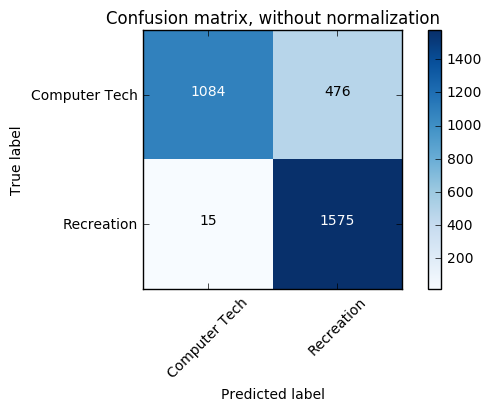 Confusion matrix, without normalization
True label
Computer Tech
1084
476
Recreation
15
1575
Computer Tech
Recreation
Predicted label
1400
1200
1000
800
600
400
200